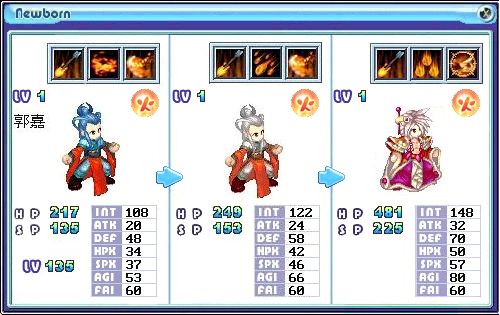 Newborn
LV 1
火
郭嘉
HP 217
SP 135
LV 135
INT 108
ATK 20
DEF 48
HPX 34
SPX 37
AGI 53
FAI 60
LV 1
火
HP 249
SP 153
INT 122
ATK 24
DEF 58
HPX 42
SPX 46
AGI 66
FAI 60
LV 1
火
HP 481
SP 225
INT 148
ATK 32
DEF 70
HPX 50
SPX 57
AGI 80
FAI 60